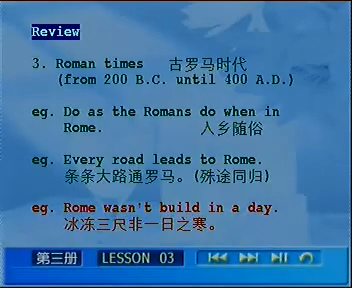 Review
3. Roman times 古罗马时代
(from 200 B.C. until 400 A.D.)
eg. Do as the Romans do when in
Rome. 入乡随俗
eg. Every road leads to Rome.
条条大路通罗马。(殊途同归)
eg. Rome wasn't build in a day.
冰冻三尺非一日之寒。
第三册 LESSON 03